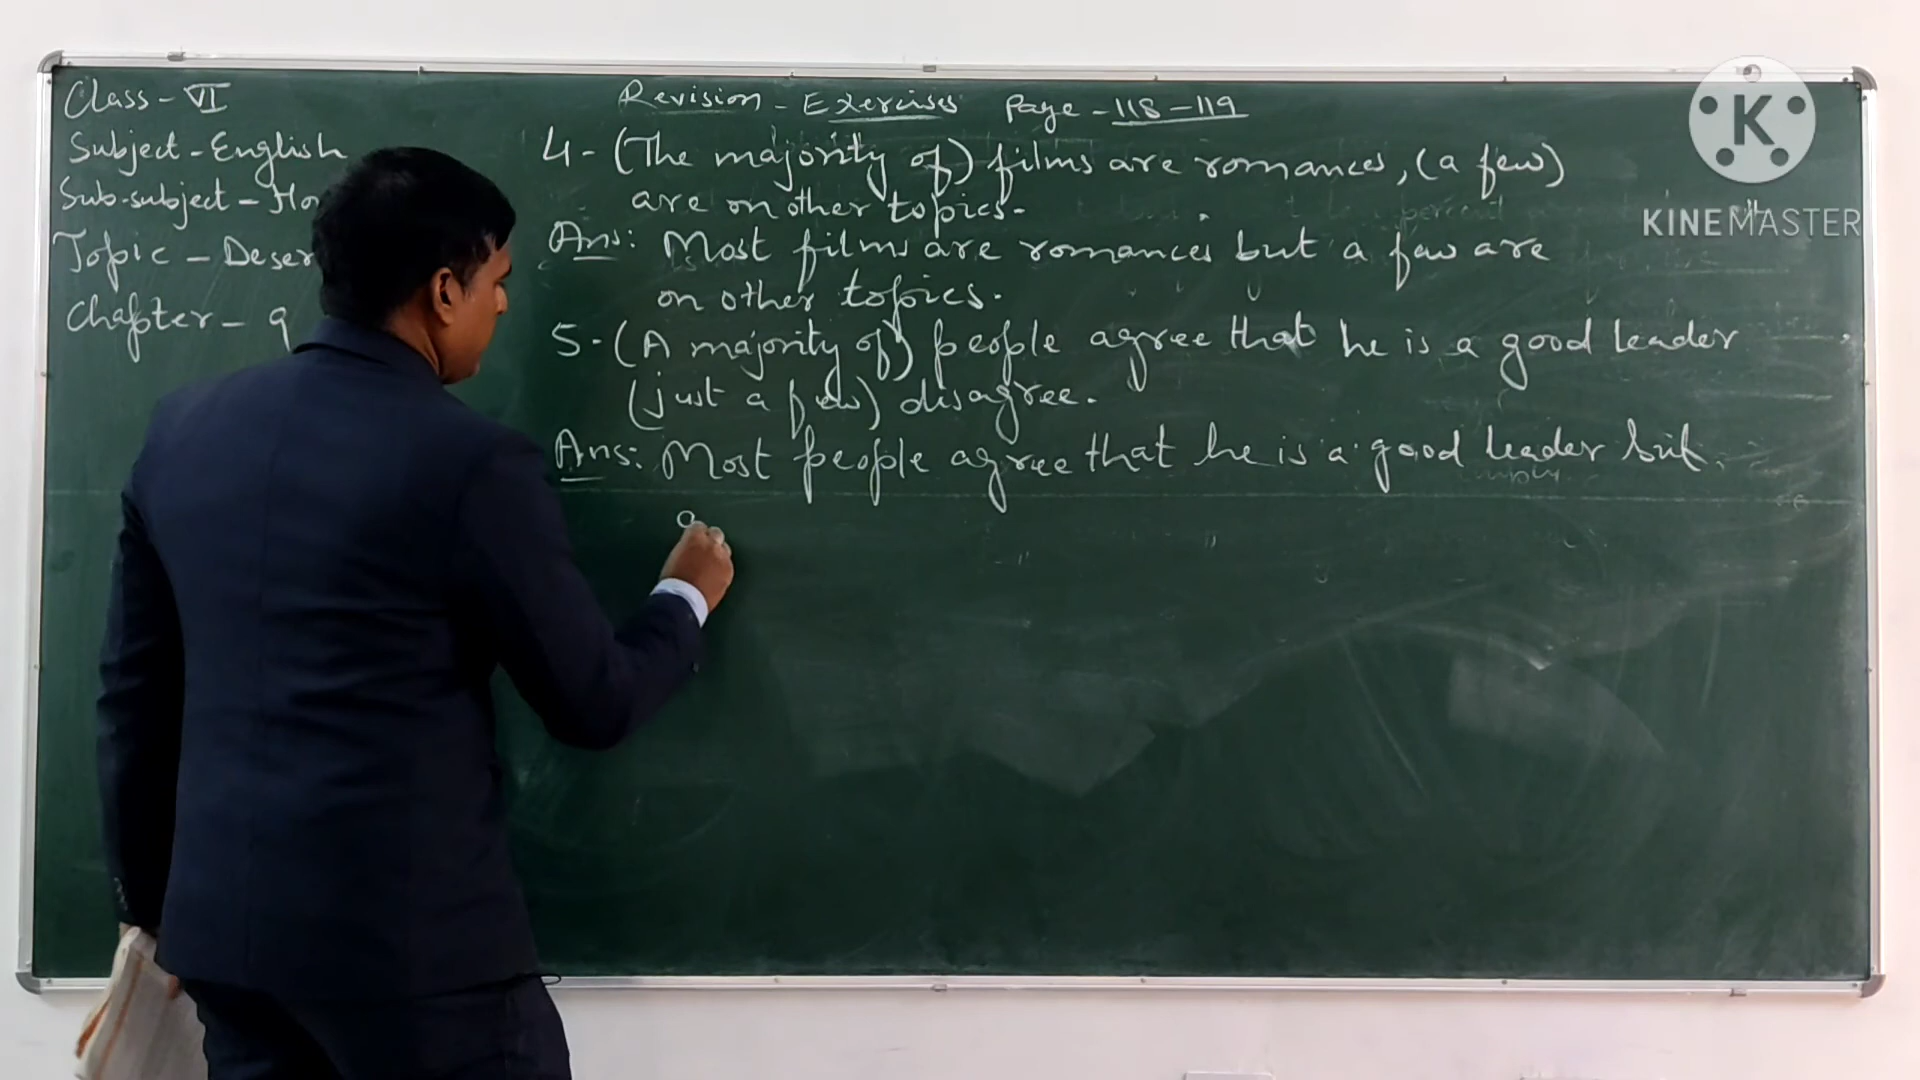 Class - VI
Subject - English
Sub-subject - Ho
Topic - Deser
Chapter - 9
Revision - Exercises Page - 118 - 119
4 - (The majority of) films are romances, (a few)
are on other topics.
Ans: Most films are romances but a few are
on other topics.
5 - (A majority of) people agree that he is a good leader
(just a few) disagree.
Ans: Most people agree that he is a good leader but
a
K
KINEMASTER